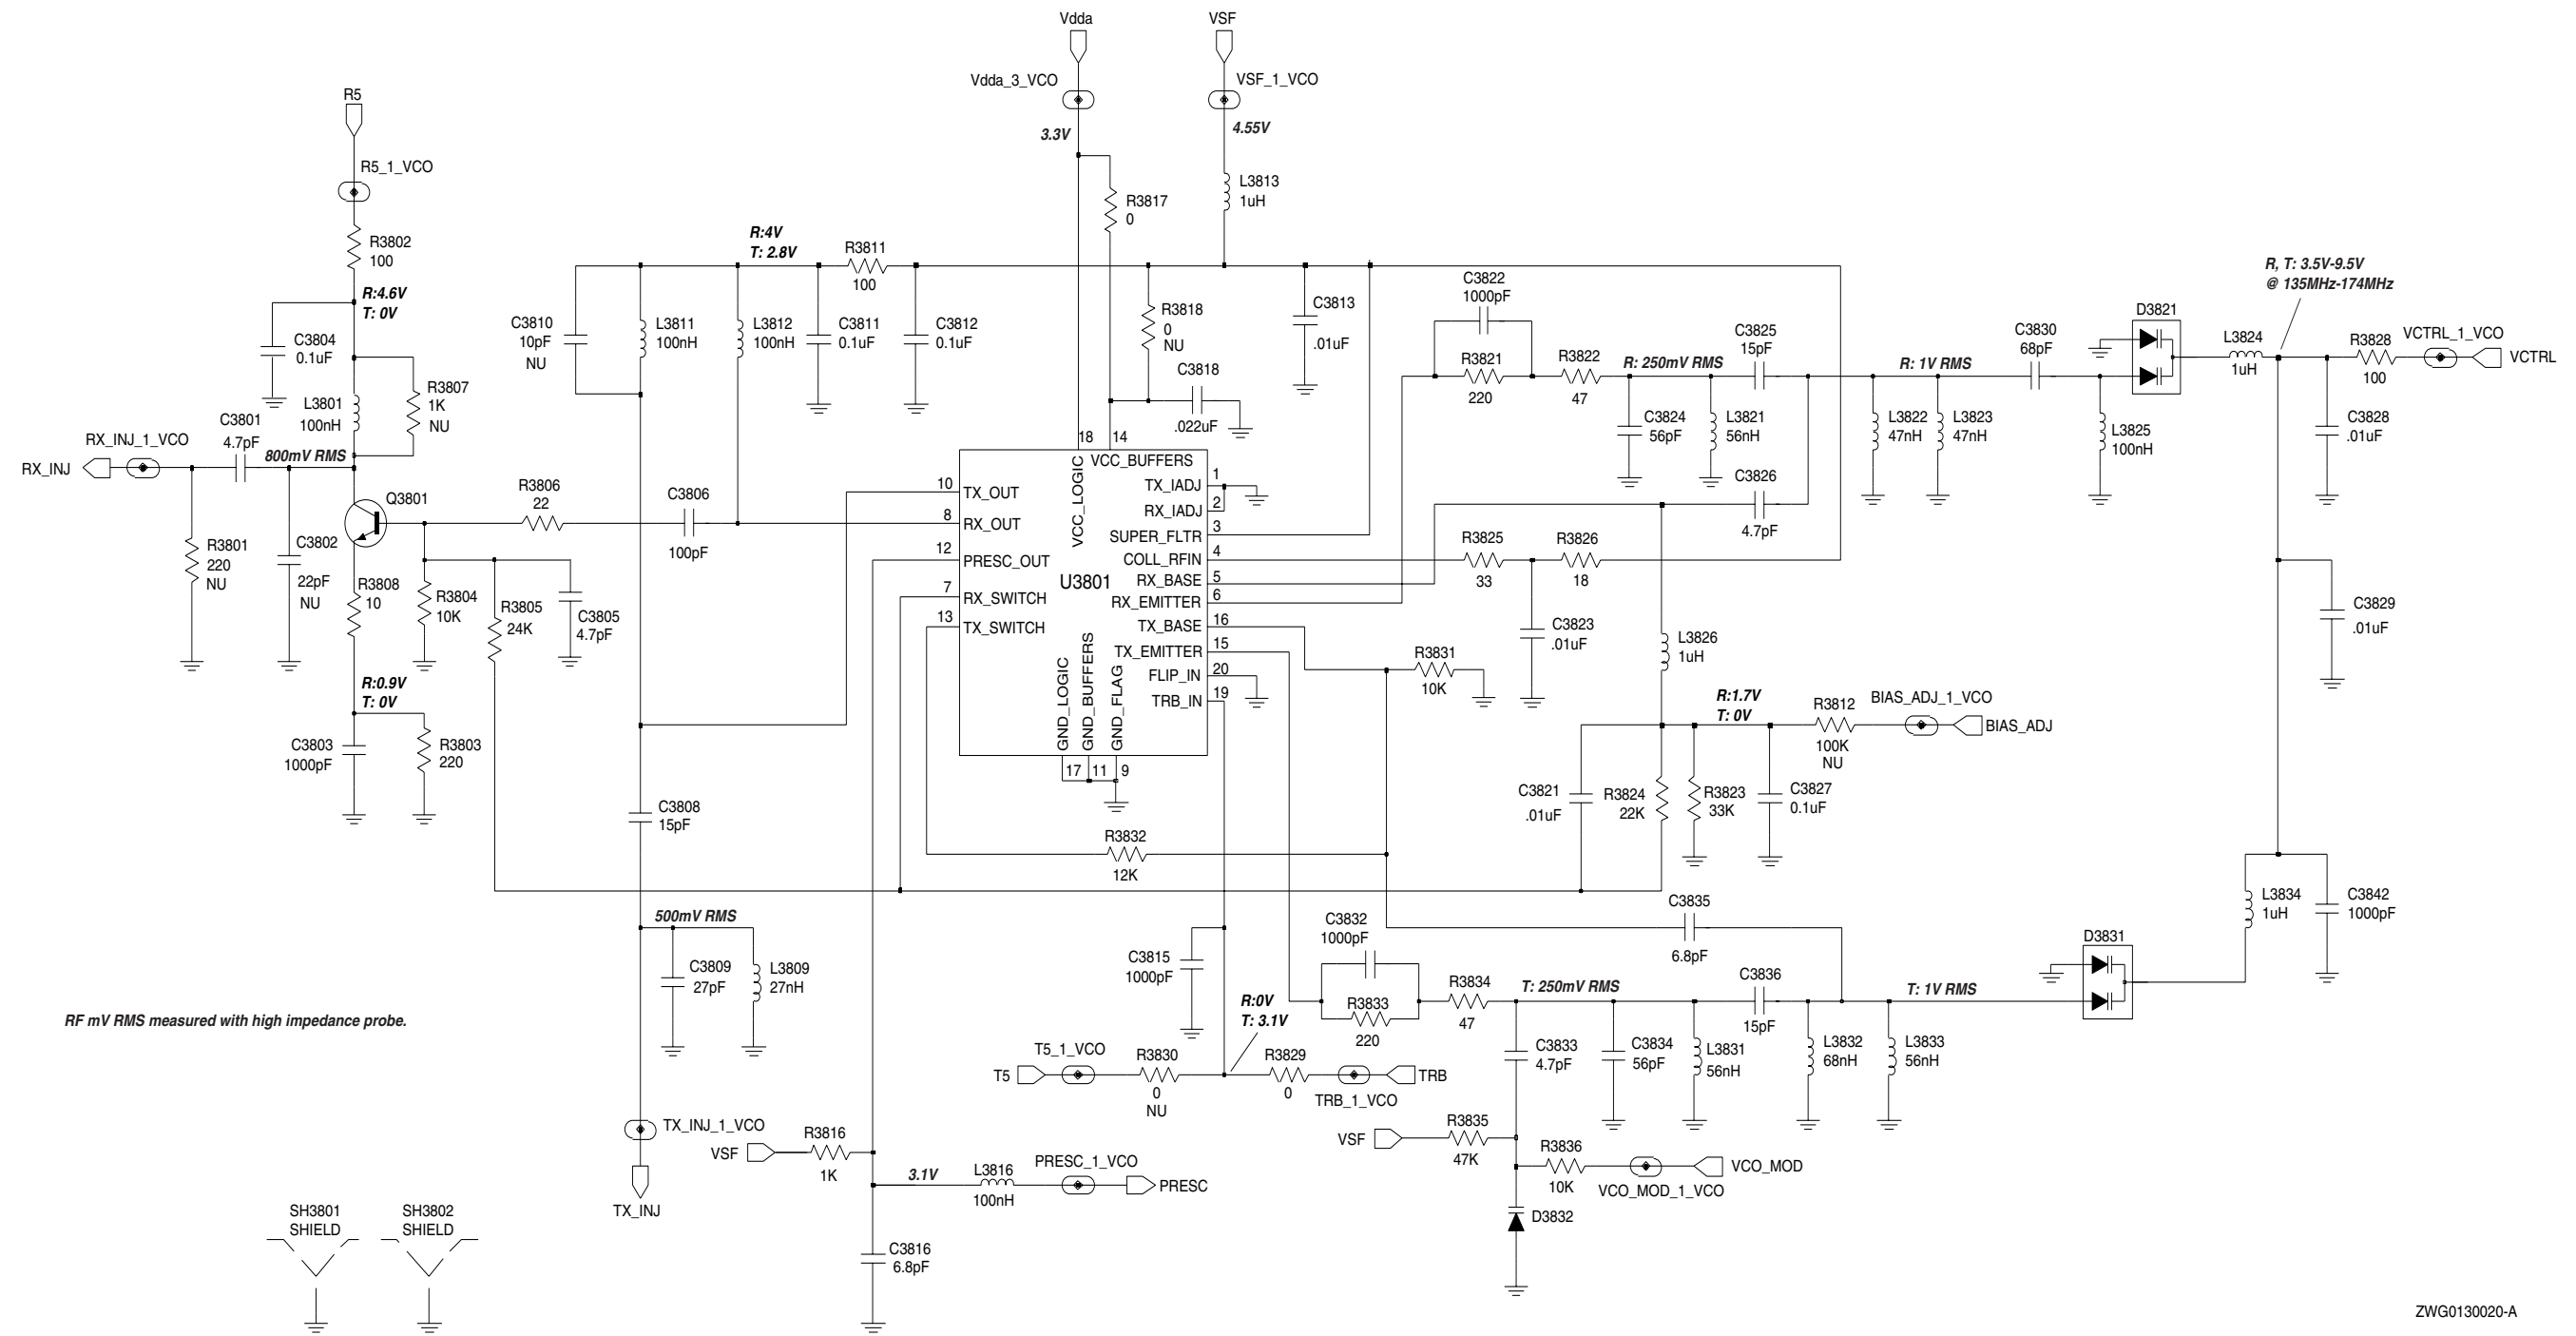 Vdda
VSF
Vdda_3_VCO
VSF_1_VCO
3.3V
4.55V
R5
R5_1_VCO
R3802
100
R:4.6V
T: 0V
C3804
0.1uF
L3801
100nH
R3807
1K
NU
C3801
4.7pF
RX_INJ_1_VCO
RX_INJ
800mV RMS
Q3801
R3801
220
NU
C3802
22pF
NU
R3808
10
R3804
10K
R3805
24K
C3805
4.7pF
R:0.9V
T: 0V
C3803
1000pF
R3803
220
R3806
22
C3806
100pF
R:4V
T: 2.8V
R3811
100
C3810
10pF
NU
L3811
100nH
L3812
100nH
C3811
0.1uF
C3812
0.1uF
R3817
0
L3813
1uH
R3818
0
NU
C3818
.022uF
C3813
.01uF
18
14
VCC_LOGIC
VCC_BUFFERS
U3801
10
TX_OUT
8
RX_OUT
12
PRESC_OUT
7
RX_SWITCH
13
TX_SWITCH
TX_IADJ
1
RX_IADJ
2
SUPER_FLTR
3
COLL_RFIN
4
RX_BASE
5
RX_EMITTER
6
TX_BASE
16
TX_EMITTER
15
FLIP_IN
20
TRB_IN
19
GND_LOGIC
GND_BUFFERS
GND_FLAG
17
11
9
C3822
1000pF
R3821
220
R3822
47
R: 250mV RMS
C3824
56pF
L3821
56nH
C3825
15pF
C3826
4.7pF
R: 1V RMS
L3822
47nH
L3823
47nH
C3830
68pF
L3825
100nH
D3821
L3824
1uH
R, T: 3.5V-9.5V
@ 135MHz-174MHz
R3828
100
VCTRL_1_VCO
VCTRL
C3828
.01uF
C3829
.01uF
R3825
33
R3826
18
C3823
.01uF
L3826
1uH
R3831
10K
R:1.7V
T: 0V
R3812
100K
NU
BIAS_ADJ_1_VCO
BIAS_ADJ
C3821
.01uF
R3824
22K
R3823
33K
C3827
0.1uF
R3832
12K
C3808
15pF
500mV RMS
C3809
27pF
L3809
27nH
TX_INJ_1_VCO
TX_INJ
C3815
1000pF
C3832
1000pF
R3833
220
R3834
47
T: 250mV RMS
C3835
6.8pF
C3836
15pF
T: 1V RMS
D3831
L3834
1uH
C3842
1000pF
R:0V
T: 3.1V
T5_1_VCO
T5
R3830
0
NU
R3829
0
TRB
TRB_1_VCO
C3833
4.7pF
C3834
56pF
L3831
56nH
L3832
68nH
L3833
56nH
VSF
R3816
1K
3.1V
L3816
100nH
PRESC_1_VCO
PRESC
C3816
6.8pF
VSF
R3835
47K
R3836
10K
VCO_MOD
VCO_MOD_1_VCO
D3832
RF mV RMS measured with high impedance probe.
SH3801
SHIELD
SH3802
SHIELD
ZWG0130020-A